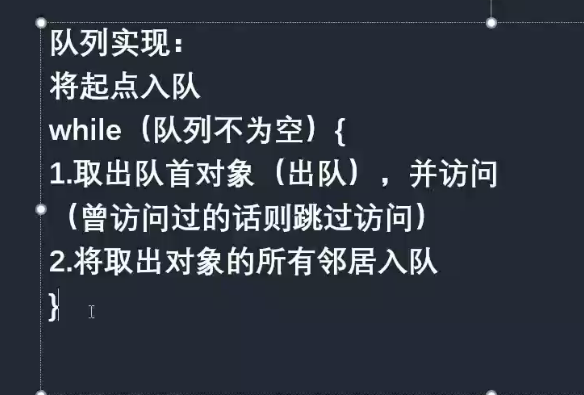 队列实现：
将起点入队
while（队列不为空）{
1.取出队首对象（出队），并访问
（曾访问过的话则跳过访问）
2.将取出对象的所有邻居入队
}